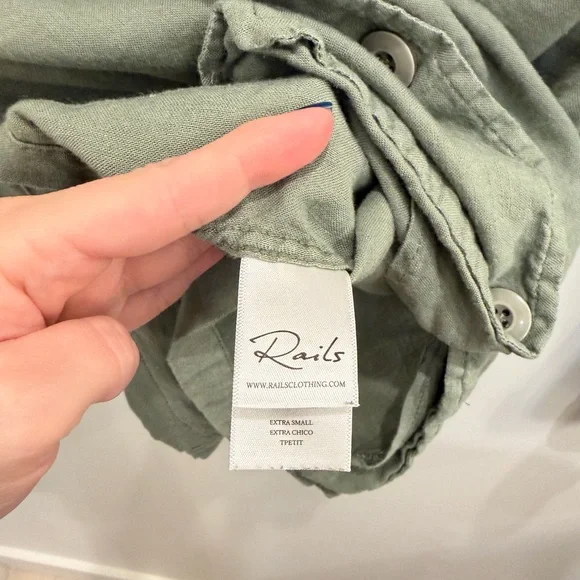 Rails
WWW.RAILSCLOTHING.COM
EXTRA SMALL
EXTRA CHICO
TPETIT